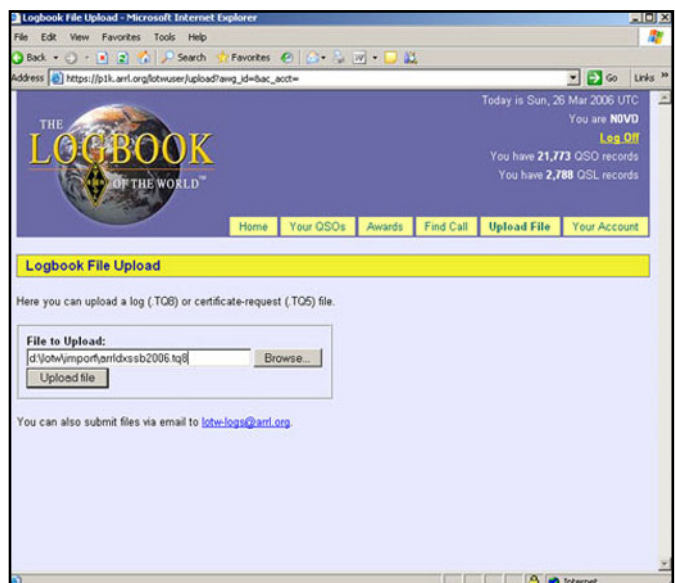 Logbook File Upload - Microsoft Internet Explorer
File Edit View Favorites Tools Help
Back Search Favorites
Address https://p1k.arrl.org/lotwuser/upload?awg_id=&ac_acct= Go Links »
Today is Sun, 26 Mar 2006 UTC
You are N0VD
Log Off
You have 21,773 QSO records
You have 2,788 QSL records
THE
LOGBOOK
OF THE WORLD™
Home Your QSOs Awards Find Call Upload File Your Account
Logbook File Upload
Here you can upload a log (.TQ8) or certificate-request (.TQ5) file.
File to Upload:
d:\lotw\import\arrldxssb2006.tq8 Browse...
Upload file
You can also submit files via email to lotw-logs@arrl.org.
Internet